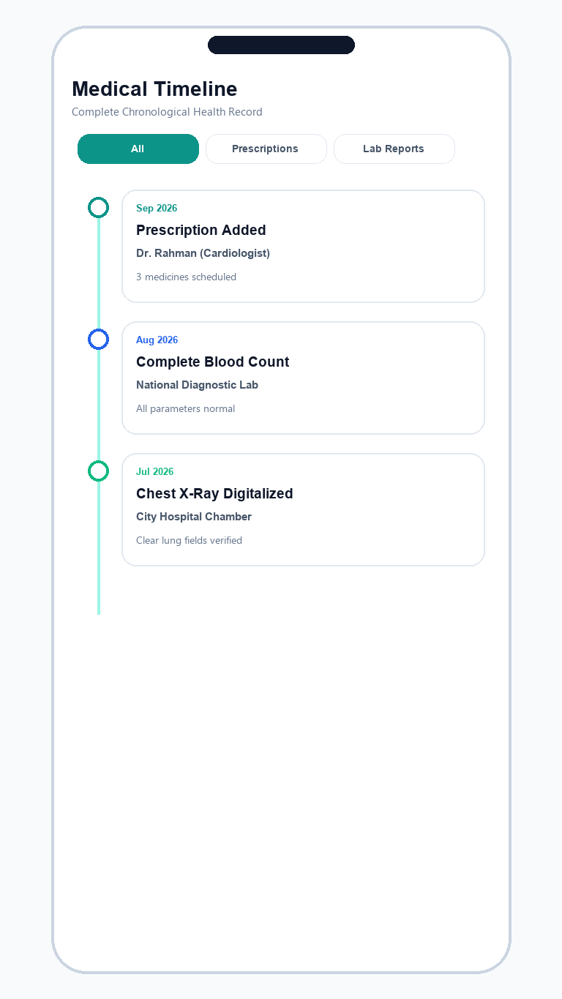 Medical Timeline
Complete Chronological Health Record
All
Prescriptions
Lab Reports
Sep 2026
Prescription Added
Dr. Rahman (Cardiologist)
3 medicines scheduled
Aug 2026
Complete Blood Count
National Diagnostic Lab
All parameters normal
Jul 2026
Chest X-Ray Digitalized
City Hospital Chamber
Clear lung fields verified